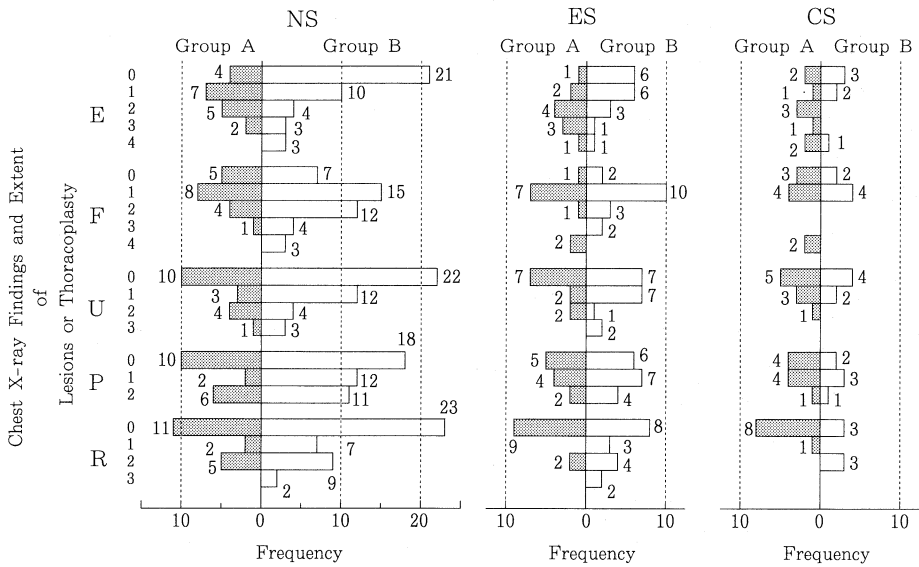 NS ES CS
Group A Group B Group A Group B Group A Group B
Chest X-ray Findings and Extent
of
Lesions or Thoracoplasty
E
0 4 21 1 6 2 3
1 7 10 2 6 1 2
2 5 4 4 3 3
3 2 3 3 1 1
4 3 1 1 2 1
F
0 5 7 1 2 3 2
1 8 15 7 10 4 4
2 4 12 1 3
3 1 4 2
4 3 2 2
U
0 10 22 7 7 5 4
1 3 12 2 7 3 2
2 4 4 2 1 1
3 1 3 2
P
0 10 18 5 6 4 2
1 2 12 4 7 4 3
2 6 11 2 4 1 1
R
0 11 23 9 8 8 3
1 2 7 3 1
2 5 9 2 4 3
3 2 2
10 0 10 20 10 0 10 10 0 10
Frequency Frequency Frequency